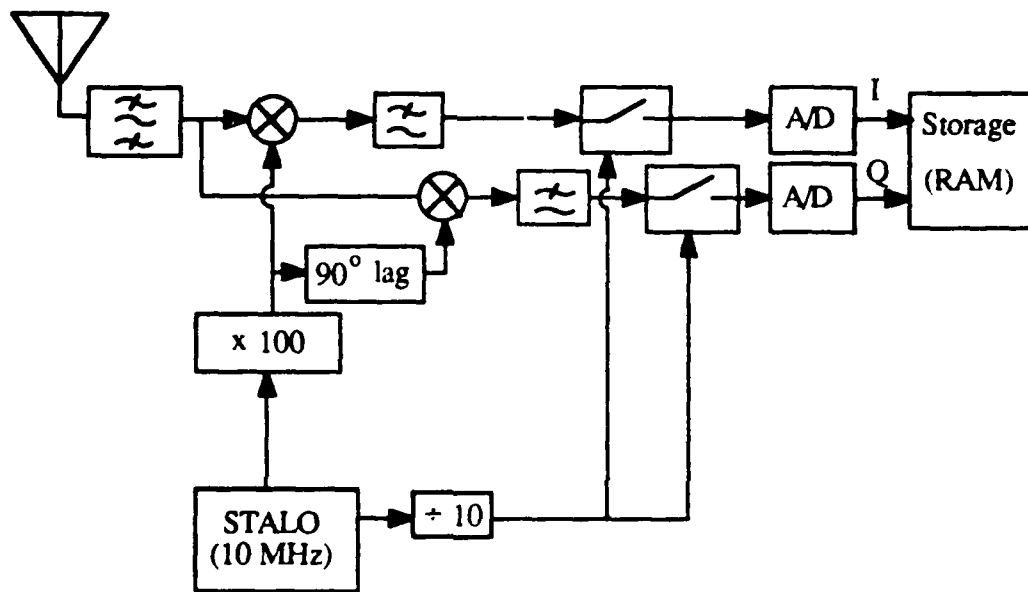 I
A/D
Storage
(RAM)
Q
A/D
90° lag
x 100
STALO
(10 MHz)
÷ 10